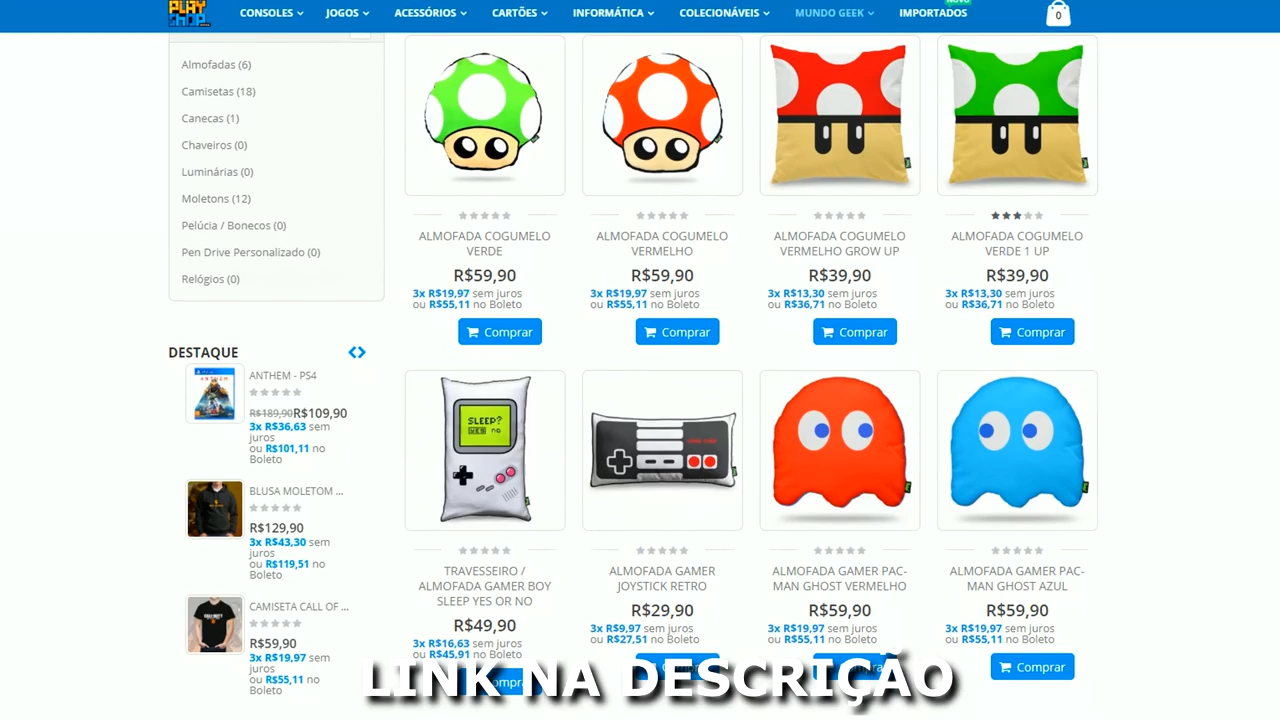 PLAY
SHOP
CONSOLES
JOGOS
ACESSÓRIOS
CARTÕES
INFORMÁTICA
COLECIONÁVEIS
MUNDO GEEK
IMPORTADOS
NOVO
0
Almofadas (6)
Camisetas (18)
Canecas (1)
Chaveiros (0)
Luminárias (0)
Moletons (12)
Pelúcia / Bonecos (0)
Pen Drive Personalizado (0)
Relógios (0)
DESTAQUE
ANTHEM - PS4
R$189,90R$109,90
3x R$36,63 sem
juros
ou R$101,11 no
Boleto
BLUSA MOLETOM ...
R$129,90
3x R$43,30 sem
juros
ou R$119,51 no
Boleto
CAMISETA CALL OF ...
R$59,90
3x R$19,97 sem
juros
ou R$55,11 no
Boleto
ALMOFADA COGUMELO
VERDE
R$59,90
3x R$19,97 sem juros
ou R$55,11 no Boleto
Comprar
ALMOFADA COGUMELO
VERMELHO
R$59,90
3x R$19,97 sem juros
ou R$55,11 no Boleto
Comprar
ALMOFADA COGUMELO
VERMELHO GROW UP
R$39,90
3x R$13,30 sem juros
ou R$36,71 no Boleto
Comprar
ALMOFADA COGUMELO
VERDE 1 UP
R$39,90
3x R$13,30 sem juros
ou R$36,71 no Boleto
Comprar
SLEEP?
YES no
TRAVESSEIRO /
ALMOFADA GAMER BOY
SLEEP YES OR NO
R$49,90
3x R$16,63 sem juros
ou R$45,91 no Boleto
ALMOFADA GAMER
JOYSTICK RETRO
R$29,90
3x R$9,97 sem juros
ou R$27,51 no Boleto
ALMOFADA GAMER PAC-
MAN GHOST VERMELHO
R$59,90
3x R$19,97 sem juros
ou R$55,11 no Boleto
ALMOFADA GAMER PAC-
MAN GHOST AZUL
R$59,90
3x R$19,97 sem juros
ou R$55,11 no Boleto
Comprar
LINK NA DESCRIÇÃO